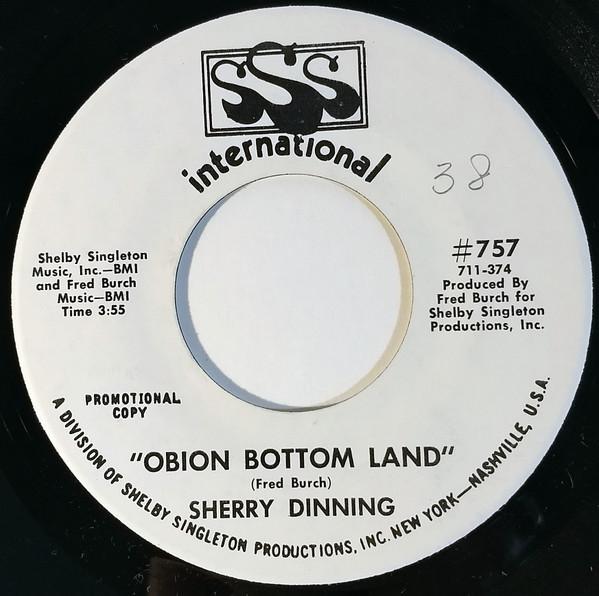 SSS
international
38
Shelby Singleton
Music, Inc.—BMI
and Fred Burch
Music—BMI
Time 3:55
#757
711-374
Produced By
Fred Burch for
Shelby Singleton
Productions, Inc.
PROMOTIONAL
COPY
"OBION BOTTOM LAND"
(Fred Burch)
SHERRY DINNING
A DIVISION OF SHELBY SINGLETON PRODUCTIONS, INC. NEW YORK—NASHVILLE, U.S.A.